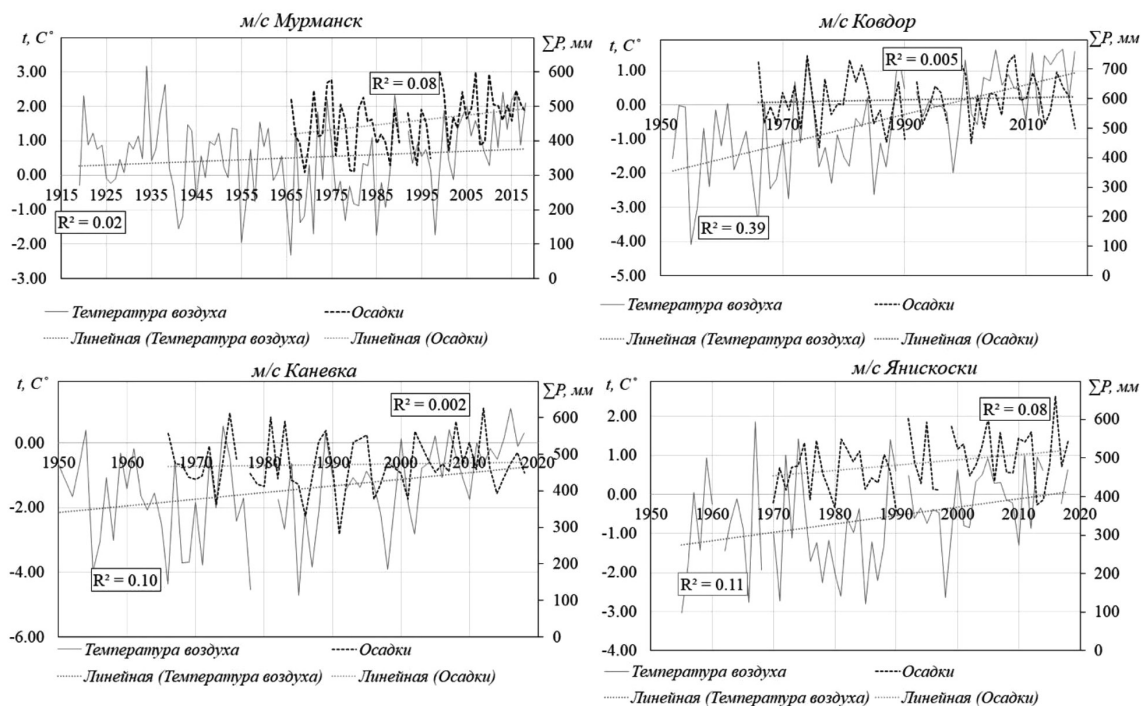 м/с Мурманск
t, C˚
∑P, мм
3.00
2.00
1.00
0.00
-1.00
-2.00
-3.00
600
500
400
300
200
100
0
1915 1925 1935 1945 1955 1965 1975 1985 1995 2005 2015
R² = 0.08
R² = 0.02
Температура воздуха
Осадки
Линейная (Температура воздуха)
Линейная (Осадки)
м/с Ковдор
t, C˚
∑P, мм
1.00
0.00
-1.00
-2.00
-3.00
-4.00
-5.00
700
600
500
400
300
200
100
0
1950 1970 1990 2010
R² = 0.005
R² = 0.39
Температура воздуха
Осадки
Линейная (Температура воздуха)
Линейная (Осадки)
м/с Каневка
t, C˚
∑P, мм
0.00
-2.00
-4.00
-6.00
600
500
400
300
200
100
0
1950 1960 1970 1980 1990 2000 2010 2020
R² = 0.002
R² = 0.10
Температура воздуха
Осадки
Линейная (Температура воздуха)
Линейная (Осадки)
м/с Янискоски
t, C˚
∑P, мм
2.00
1.00
0.00
-1.00
-2.00
-3.00
-4.00
600
500
400
300
200
100
0
1950 1960 1970 1980 1990 2000 2010 2020
R² = 0.08
R² = 0.11
Температура воздуха
Осадки
Линейная (Температура воздуха)
Линейная (Осадки)